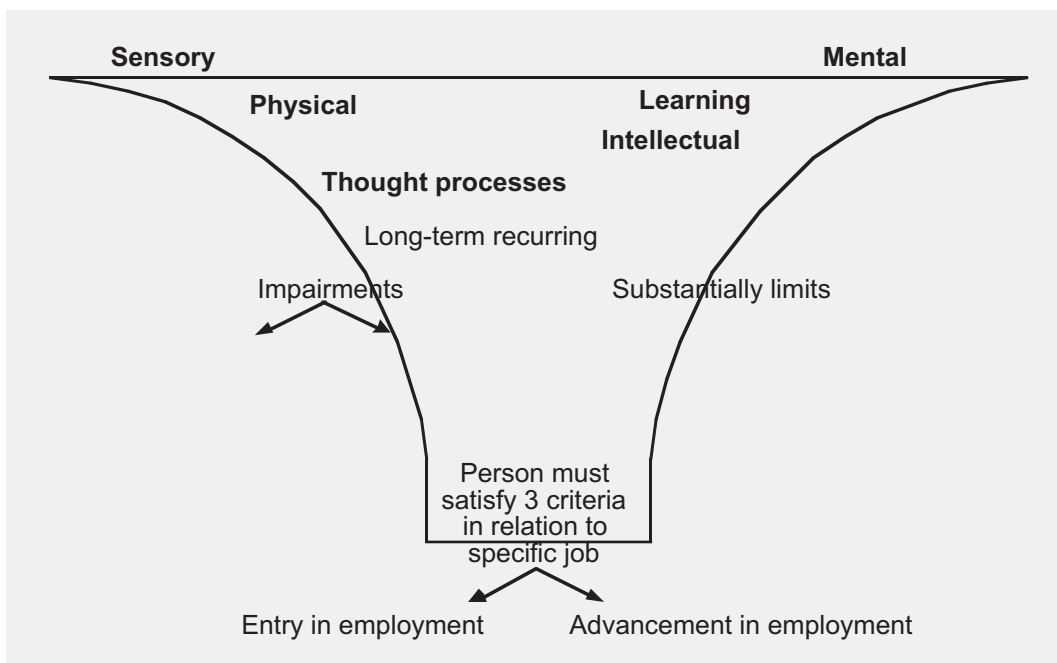 Sensory
Mental
Physical
Learning
Intellectual
Thought processes
Long-term recurring
Impairments
Substantially limits
Person must
satisfy 3 criteria
in relation to
specific job
Entry in employment
Advancement in employment